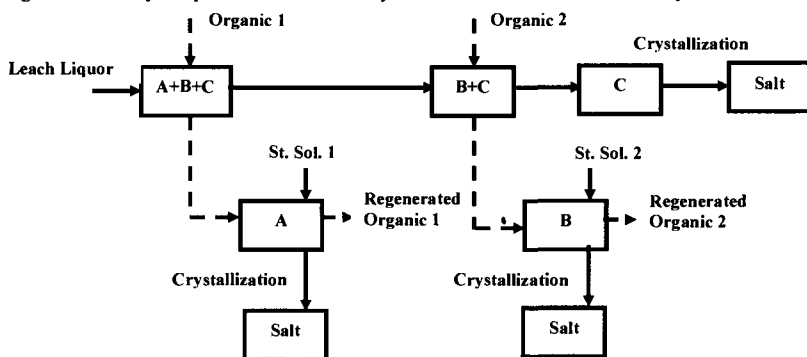 Organic 1
Organic 2
Crystallization
Leach Liquor
A+B+C
B+C
C
Salt
St. Sol. 1
St. Sol. 2
A
Regenerated
Organic 1
B
Regenerated
Organic 2
Crystallization
Crystallization
Salt
Salt